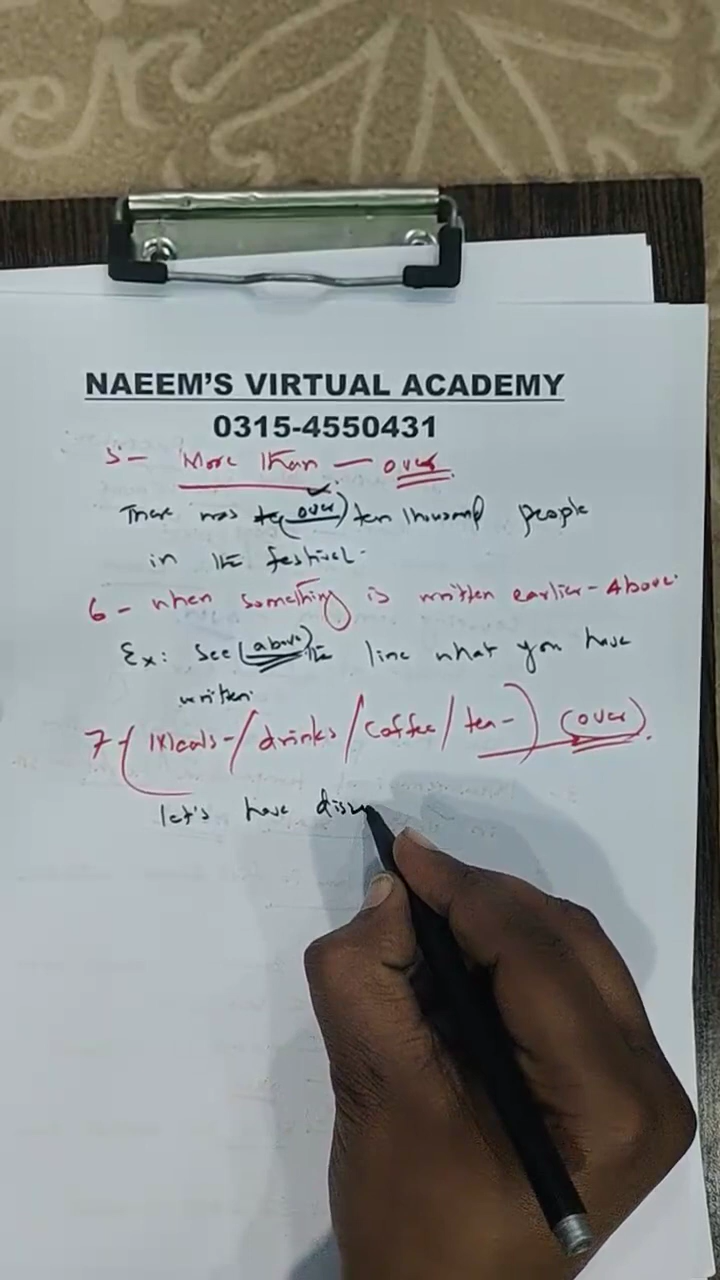 NAEEM'S VIRTUAL ACADEMY
0315-4550431
5- More than - over.
There was (over) ten thousand people
in the festival.
6- when something is written earlier - Above.
Ex: See (above) the line what you have
written.
7-(Meals-/drinks/coffee/tea-) (over).
let's have